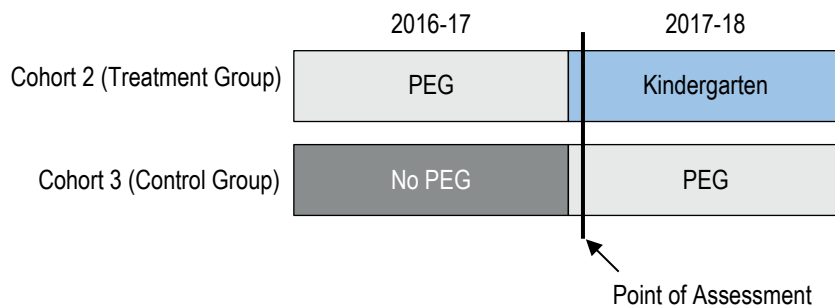 2016-17 2017-18
Cohort 2 (Treatment Group) PEG Kindergarten
Cohort 3 (Control Group) No PEG PEG
Point of Assessment